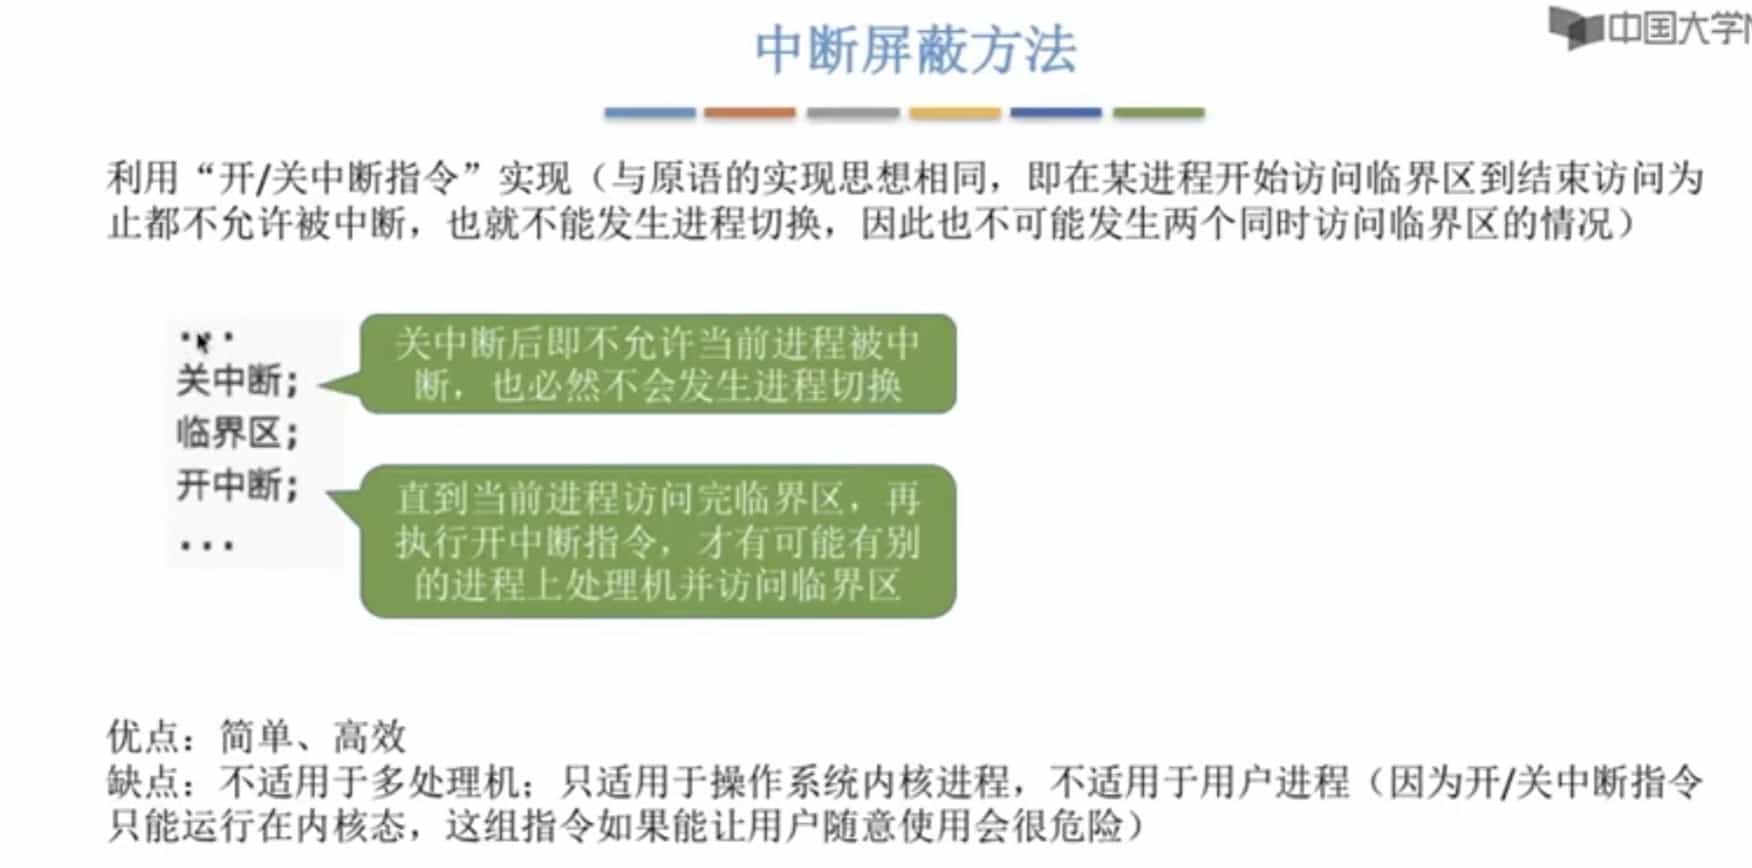 中国大学M
中断屏蔽方法
利用“开/关中断指令”实现（与原语的实现思想相同，即在某进程开始访问临界区到结束访问为
止都不允许被中断，也就不能发生进程切换，因此也不可能发生两个同时访问临界区的情况）
...
关中断；
临界区；
开中断；
...
关中断后即不允许当前进程被中
断，也必然不会发生进程切换
直到当前进程访问完临界区，再
执行开中断指令，才有可能有别
的进程上处理机并访问临界区
优点：简单、高效
缺点：不适用于多处理机；只适用于操作系统内核进程，不适用于用户进程（因为开/关中断指令
只能运行在内核态，这组指令如果能让用户随意使用会很危险）